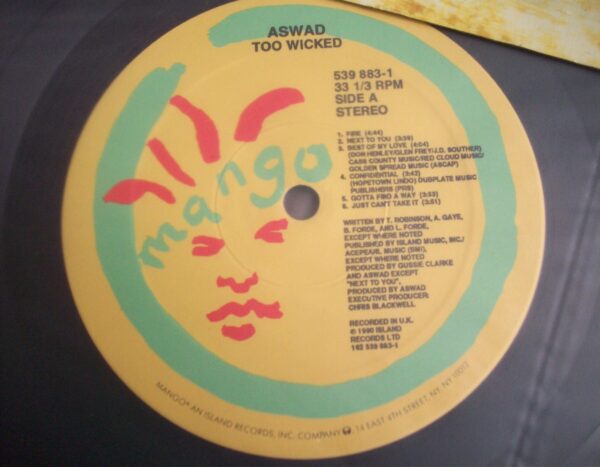 ASWAD
TOO WICKED
539 883-1
33 1/3 RPM
SIDE A
STEREO
1. FIRE (4:44)
2. NEXT TO YOU (3:59)
3. BEST OF MY LOVE (4:04)
(DON HENLEY/GLEN FREY/J.D. SOUTHER)
CASS COUNTY MUSIC/RED CLOUD MUSIC/
GOLDEN SPREAD MUSIC (ASCAP)
4. CONFIDENTIAL (3:42)
(HOPETOWN LINDO) DUBPLATE MUSIC
PUBLISHERS (PRS)
5. GOTTA FIND A WAY (3:53)
6. JUST CAN'T TAKE IT (3:51)
mango
WRITTEN BY T. ROBINSON, A. GAYE,
B. FORDE, AND L. FORDE,
EXCEPT WHERE NOTED
PUBLISHED BY ISLAND MUSIC, INC./
ACEPEARL MUSIC (BMI),
EXCEPT WHERE NOTED
PRODUCED BY GUSSIE CLARKE
AND ASWAD EXCEPT
"NEXT TO YOU",
PRODUCED BY ASWAD
EXECUTIVE PRODUCER:
CHRIS BLACKWELL
RECORDED IN U.K.
℗ 1990 ISLAND
RECORDS LTD
162 539 883-1
MANGO® AN ISLAND RECORDS, INC. COMPANY 14 EAST 4TH STREET, NY, NY 10012